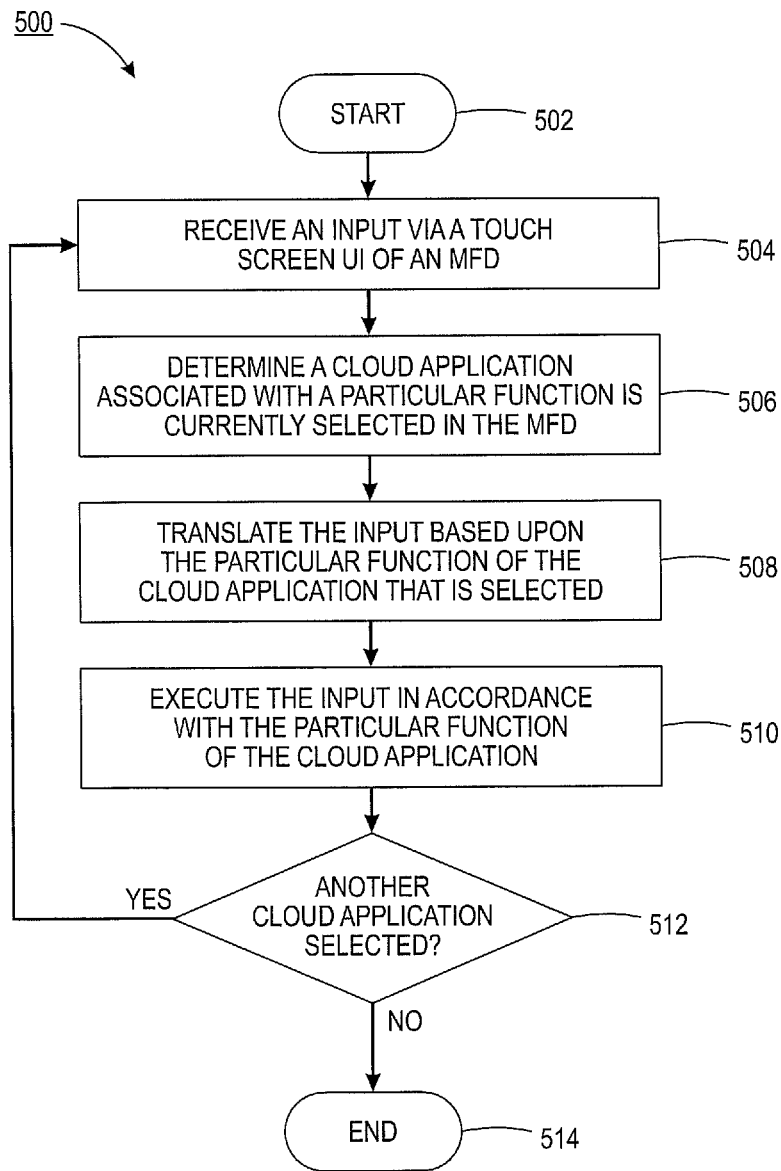 500
START
502
RECEIVE AN INPUT VIA A TOUCH
SCREEN UI OF AN MFD
504
DETERMINE A CLOUD APPLICATION
ASSOCIATED WITH A PARTICULAR FUNCTION IS
CURRENTLY SELECTED IN THE MFD
506
TRANSLATE THE INPUT BASED UPON
THE PARTICULAR FUNCTION OF THE
CLOUD APPLICATION THAT IS SELECTED
508
EXECUTE THE INPUT IN ACCORDANCE
WITH THE PARTICULAR FUNCTION
OF THE CLOUD APPLICATION
510
YES
ANOTHER
CLOUD APPLICATION
SELECTED?
512
NO
END
514